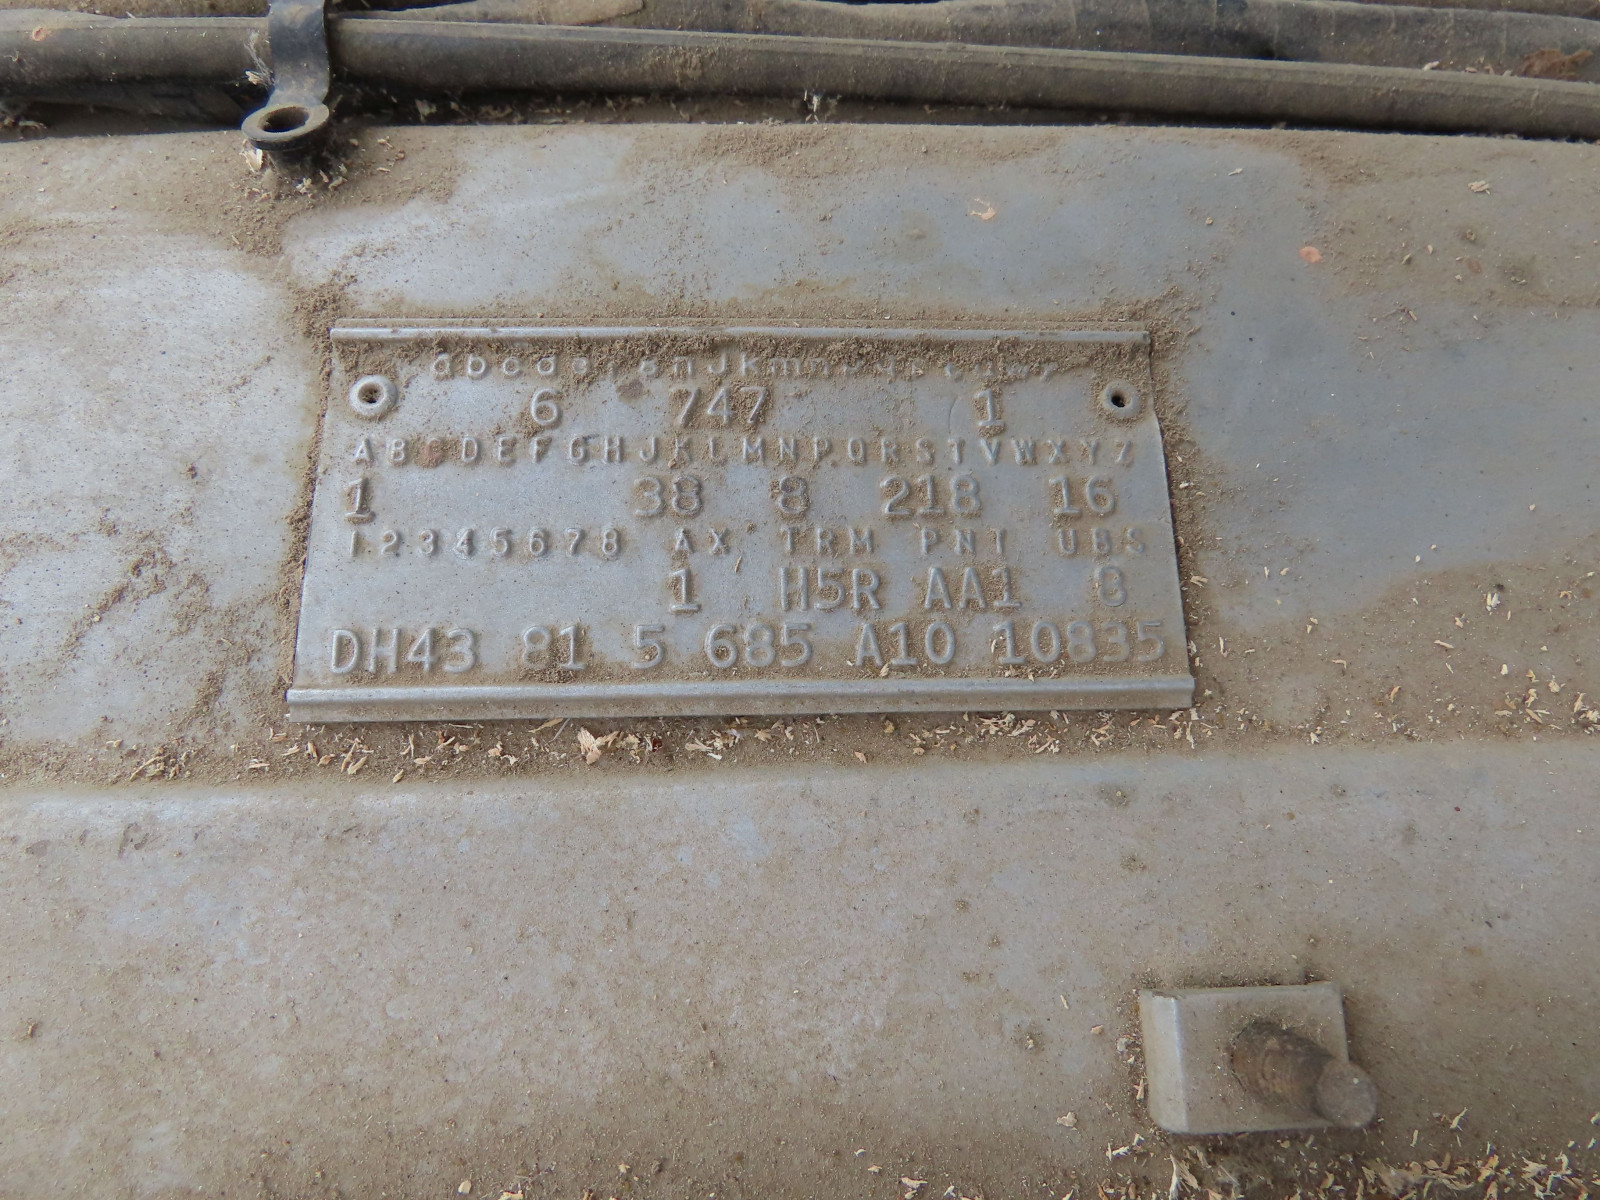 6 747 1
ABCDEFGHJKLMNPQRSTVWXYZ
1 38 8 218 16
12345678 AX TRM PNT UBS
1 H5R AA1 8
DH43 81 5 685 A10 10835